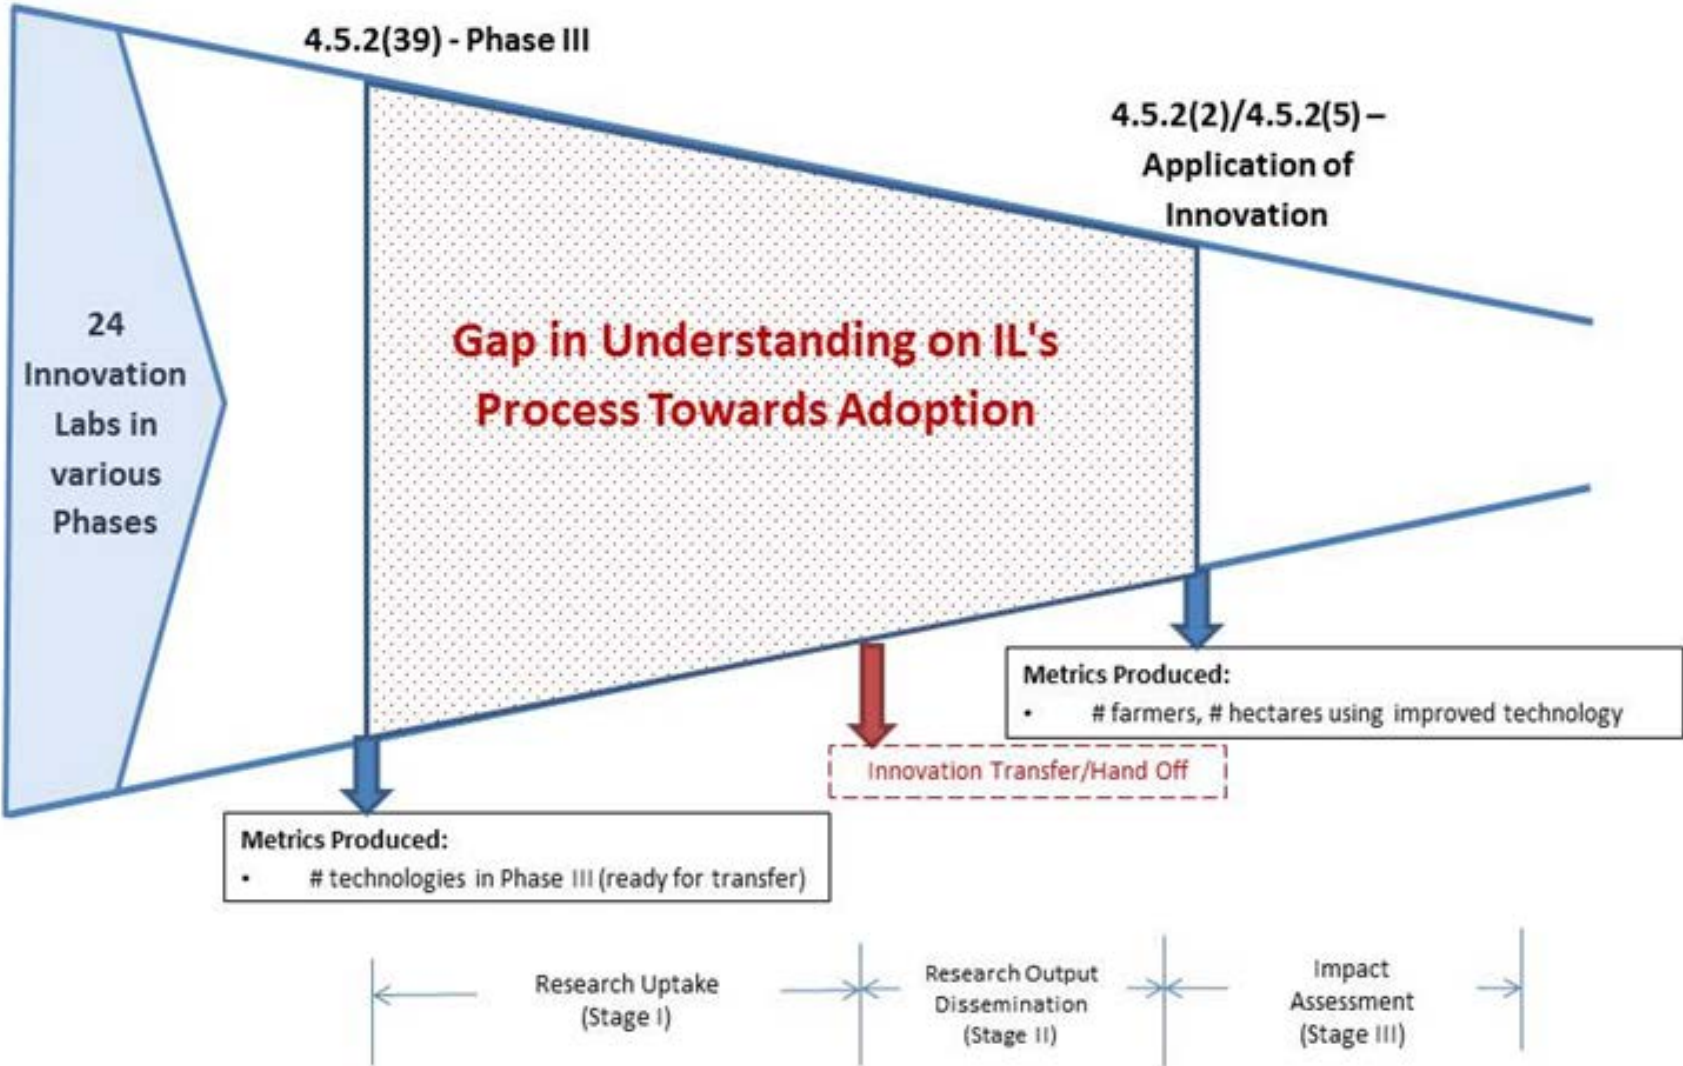 4.5.2(39) - Phase III
4.5.2(2)/4.5.2(5) –
Application of
Innovation
24
Innovation
Labs in
various
Phases
Gap in Understanding on IL's
Process Towards Adoption
Metrics Produced:
• # farmers, # hectares using improved technology
Innovation Transfer/Hand Off
Metrics Produced:
• # technologies in Phase III (ready for transfer)
Research Uptake
(Stage I)
Research Output
Dissemination
(Stage II)
Impact
Assessment
(Stage III)